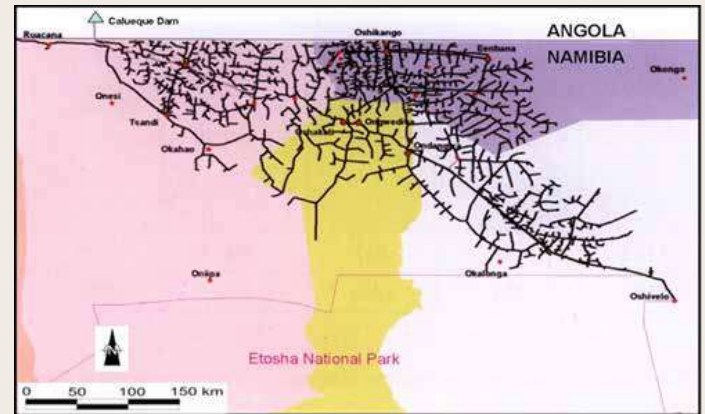 Calueque Dam
Ruacana
Oshikango
ANGOLA
NAMIBIA
Eenhana
Okongo
Onesi
Tsandi
Oshakati
Ongwediva
Ondangwa
Okahao
Okalonga
Oshivelo
Etosha National Park
N
0 50 100 150 km